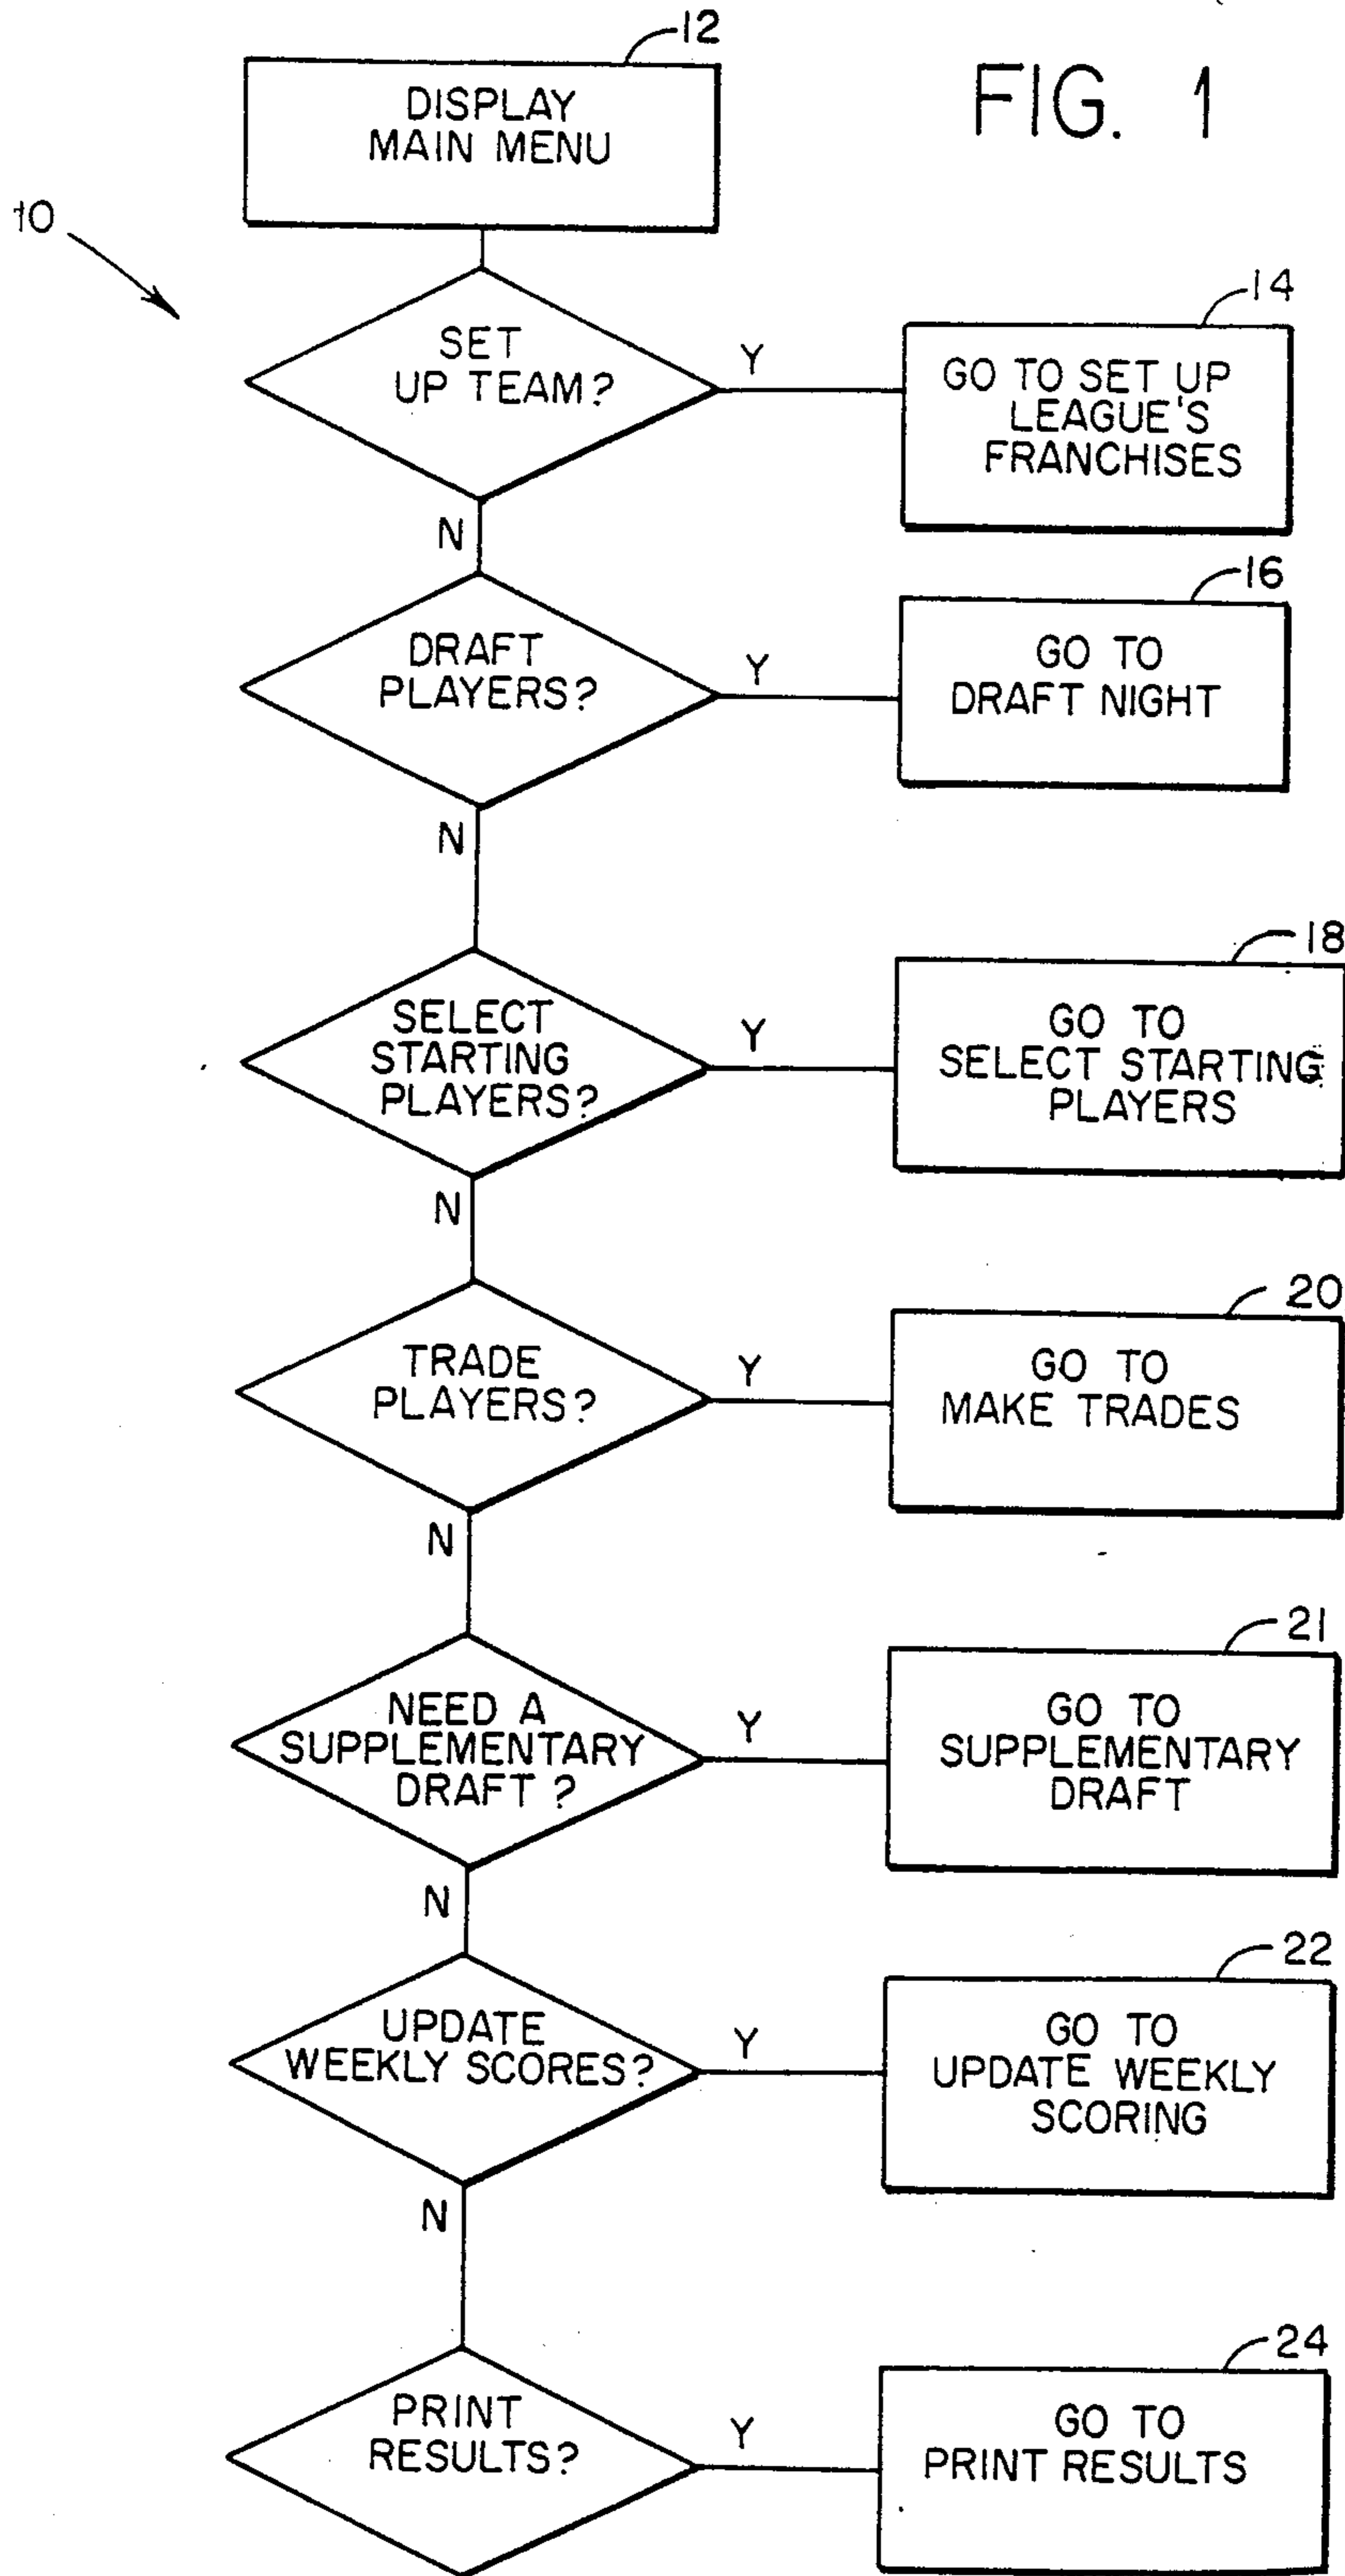 12
FIG. 1
DISPLAY
MAIN MENU
10
14
SET
UP TEAM?
Y
GO TO SET UP
LEAGUE'S
FRANCHISES
N
16
DRAFT
PLAYERS?
Y
GO TO
DRAFT NIGHT
N
18
SELECT
STARTING
PLAYERS?
Y
GO TO
SELECT STARTING
PLAYERS
N
20
TRADE
PLAYERS?
Y
GO TO
MAKE TRADES
N
21
NEED A
SUPPLEMENTARY
DRAFT ?
Y
GO TO
SUPPLEMENTARY
DRAFT
N
22
UPDATE
WEEKLY SCORES?
Y
GO TO
UPDATE WEEKLY
SCORING
N
24
PRINT
RESULTS?
Y
GO TO
PRINT RESULTS